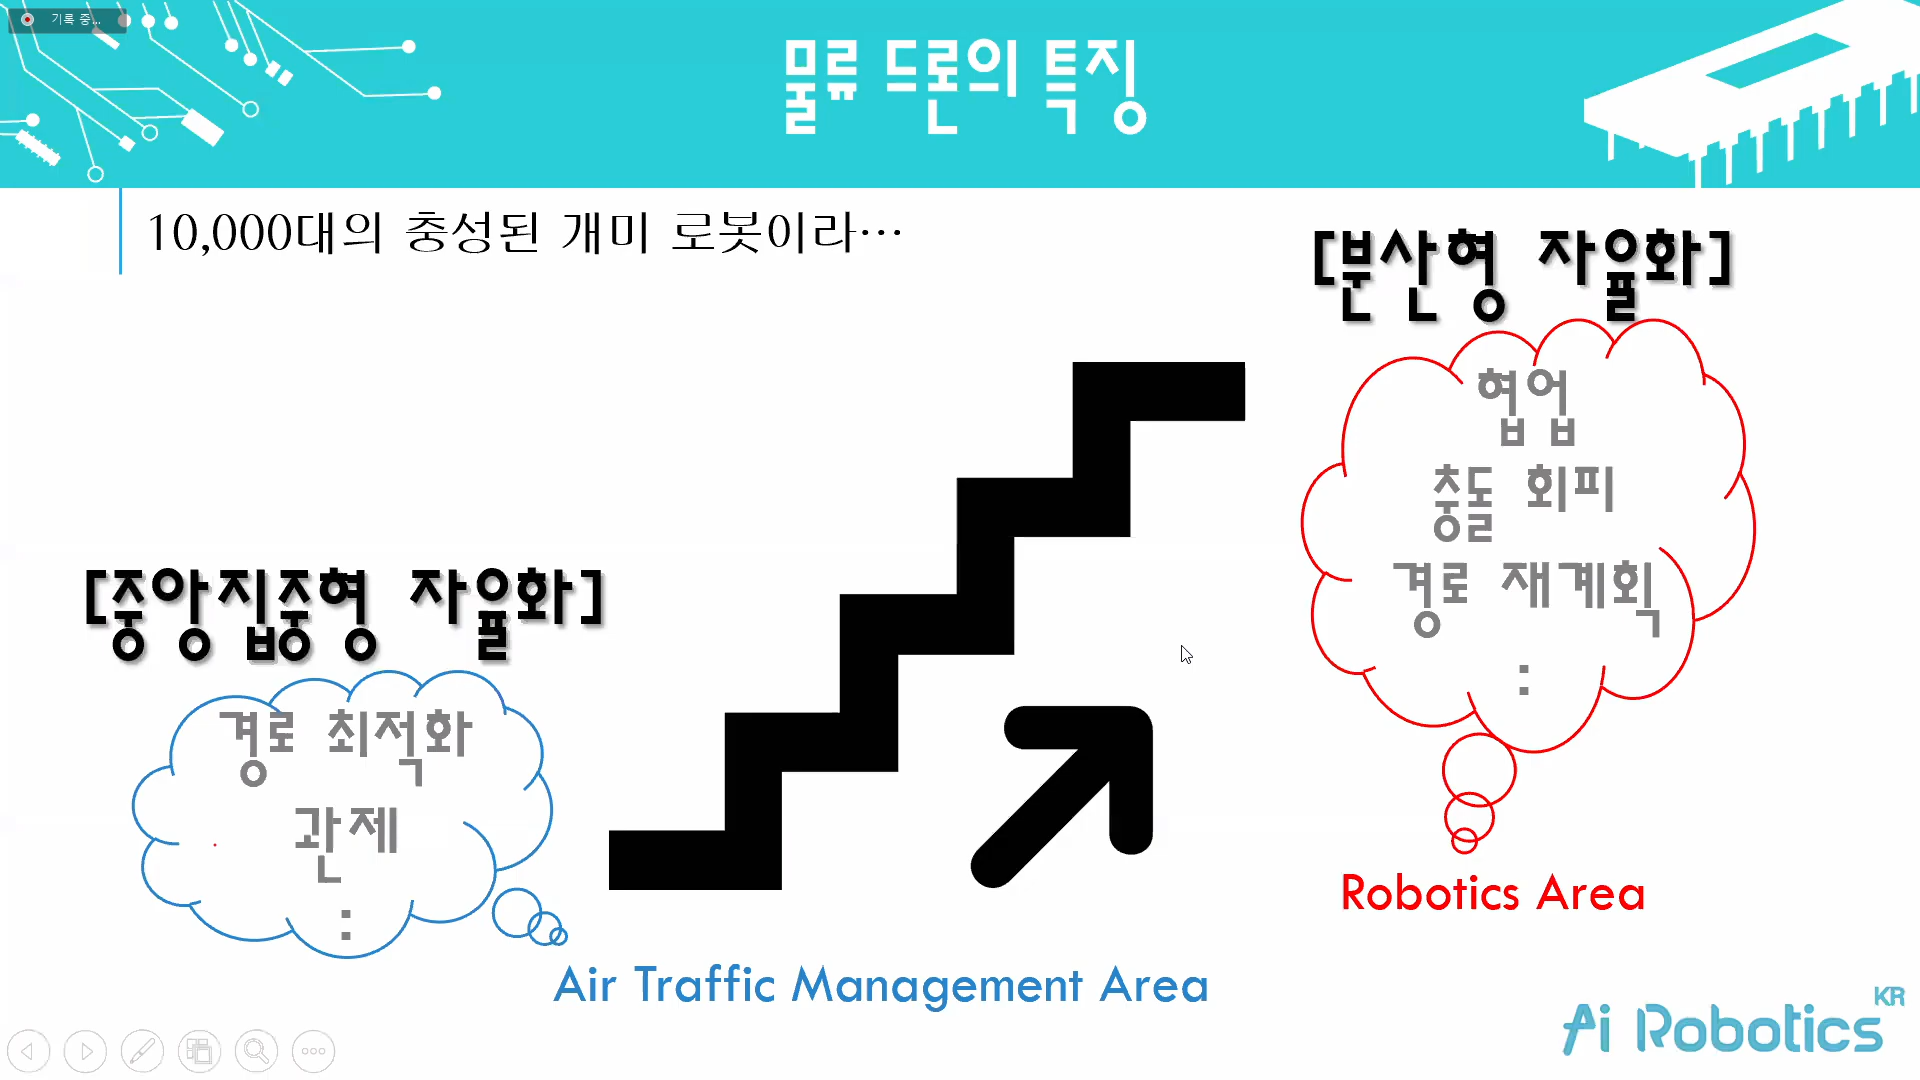 기록 중...
물류 드론의 특징
10,000대의 충성된 개미 로봇이라…
[분산형 자율화]
협업
충돌 회피
경로 재계획
:
[중앙집중형 자율화]
경로 최적화
관제
:
Robotics Area
Air Traffic Management Area
Ai Robotics KR